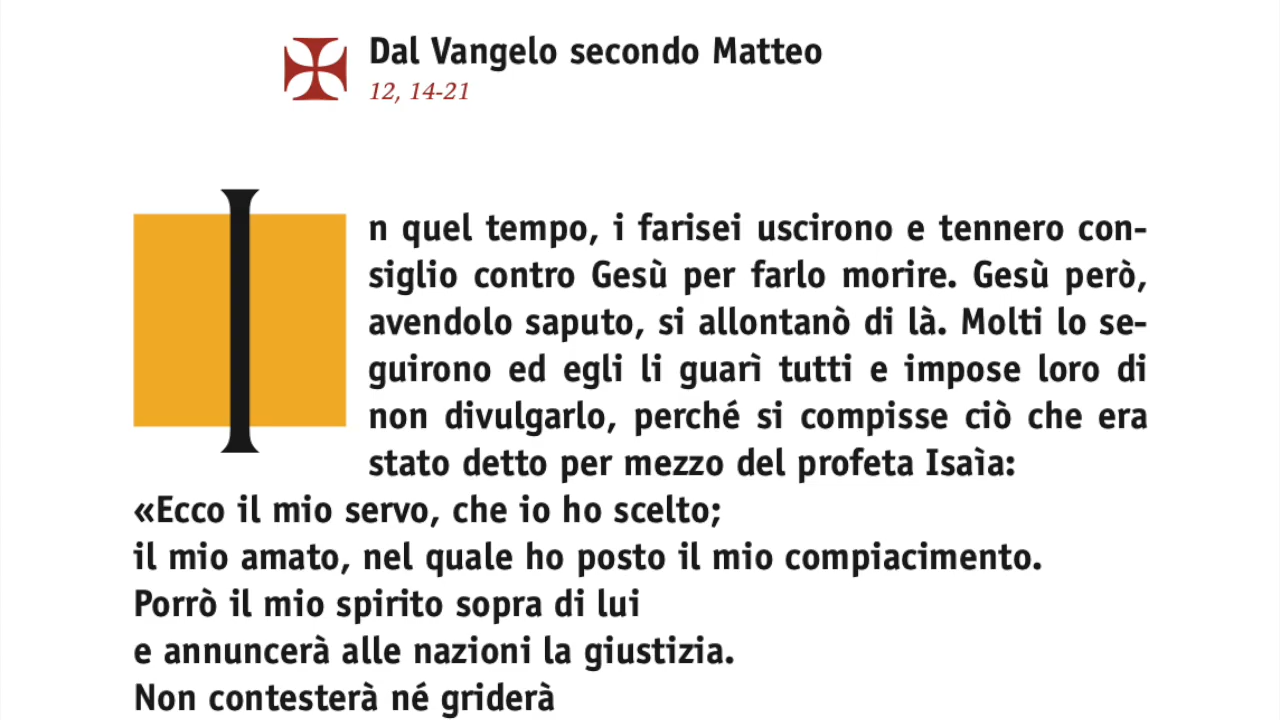 Dal Vangelo secondo Matteo
12, 14-21
In quel tempo, i farisei uscirono e tennero con-
siglio contro Gesù per farlo morire. Gesù però,
avendolo saputo, si allontanò di là. Molti lo se-
guirono ed egli li guarì tutti e impose loro di
non divulgarlo, perché si compisse ciò che era
stato detto per mezzo del profeta Isaìa:
«Ecco il mio servo, che io ho scelto;
il mio amato, nel quale ho posto il mio compiacimento.
Porrò il mio spirito sopra di lui
e annuncerà alle nazioni la giustizia.
Non contesterà né griderà